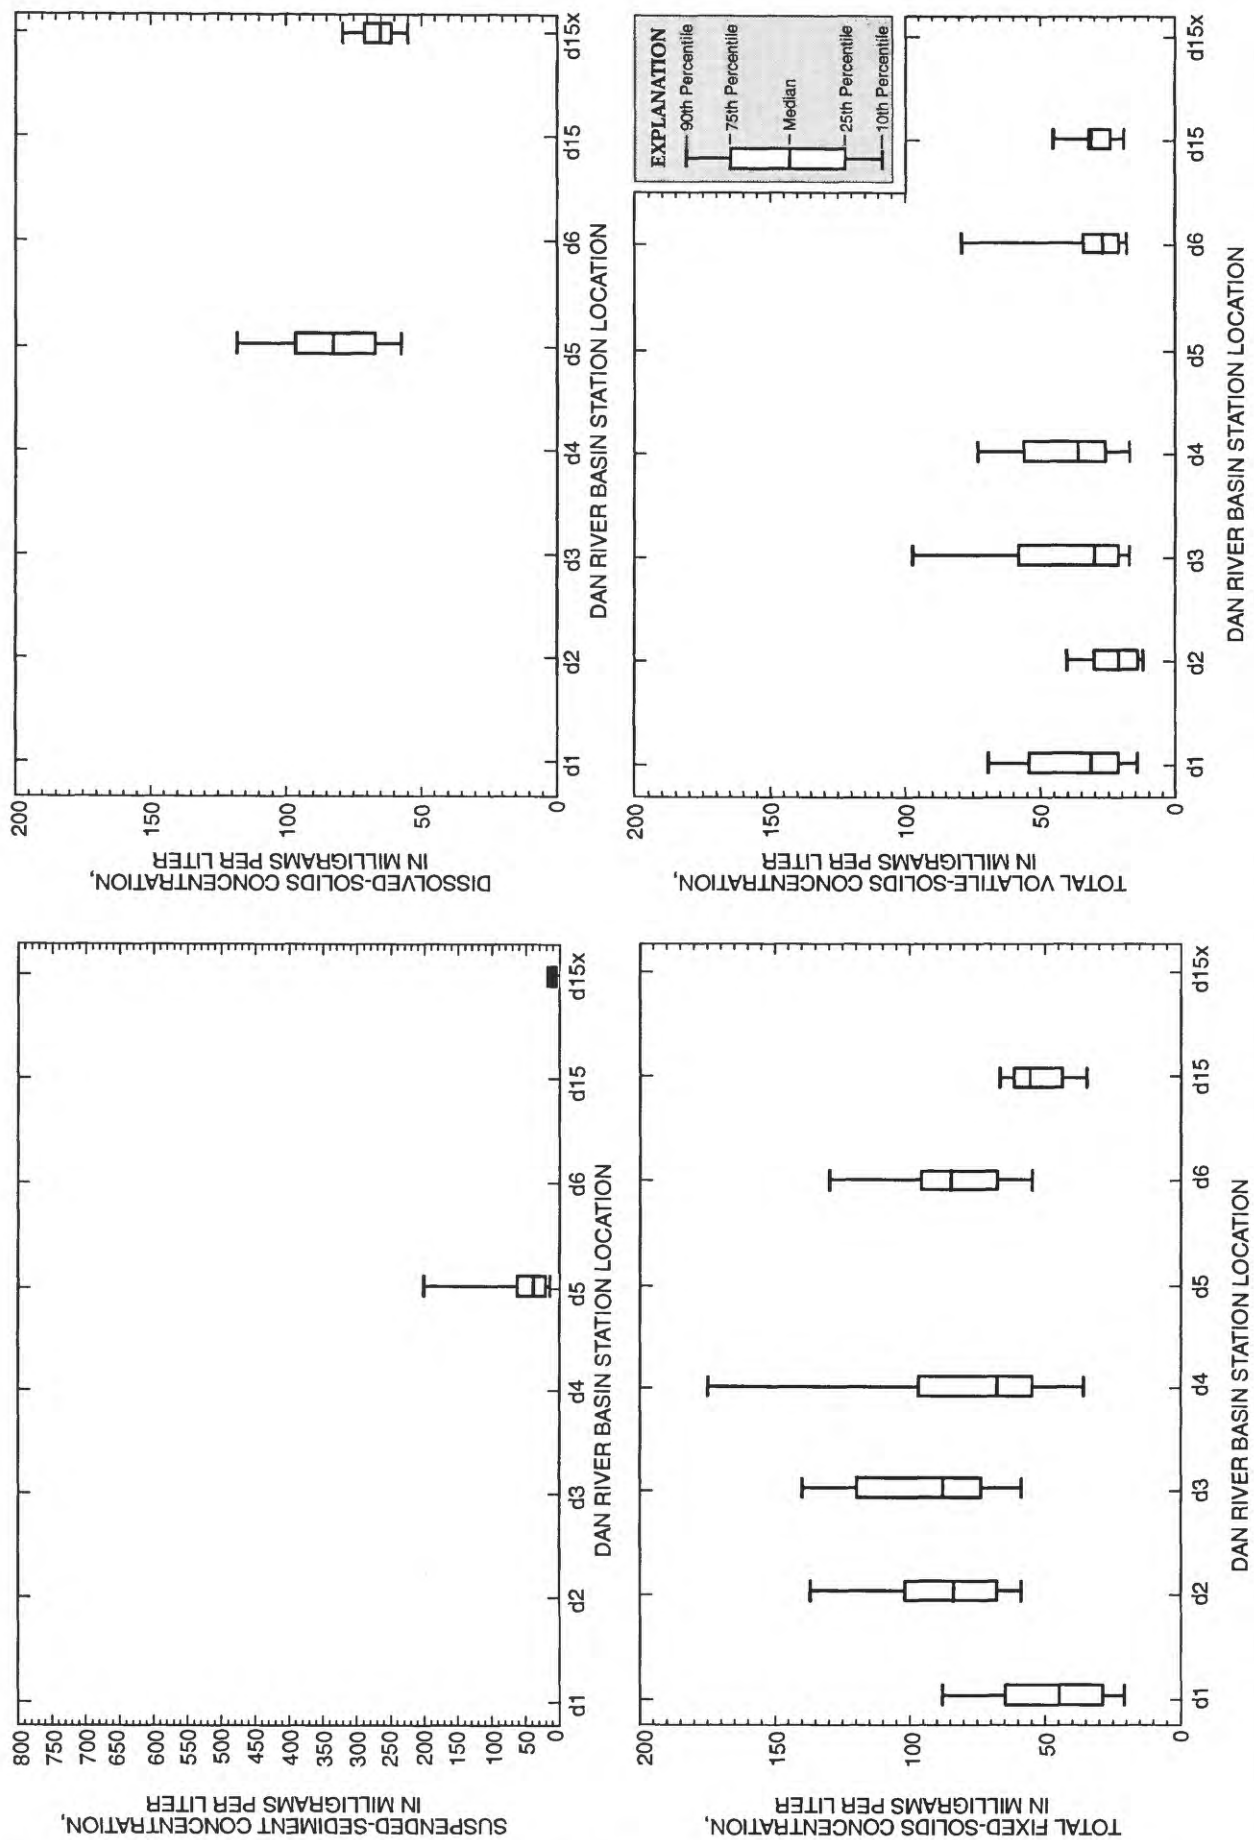 SUSPENDED-SEDIMENT CONCENTRATION,
IN MILLIGRAMS PER LITER
800
750
700
650
600
550
500
450
400
350
300
250
200
150
100
50
0
d1
d2
d3
d4
d5
d6
d15
d15x
DAN RIVER BASIN STATION LOCATION
DISSOLVED-SOLIDS CONCENTRATION,
IN MILLIGRAMS PER LITER
200
150
100
50
0
d1
d2
d3
d4
d5
d6
d15
d15x
DAN RIVER BASIN STATION LOCATION
TOTAL FIXED-SOLIDS CONCENTRATION,
IN MILLIGRAMS PER LITER
200
150
100
50
0
d1
d2
d3
d4
d5
d6
d15
d15x
DAN RIVER BASIN STATION LOCATION
TOTAL VOLATILE-SOLIDS CONCENTRATION,
IN MILLIGRAMS PER LITER
200
150
100
50
0
d1
d2
d3
d4
d5
d6
d15
d15x
DAN RIVER BASIN STATION LOCATION
EXPLANATION
90th Percentile
75th Percentile
Median
25th Percentile
10th Percentile